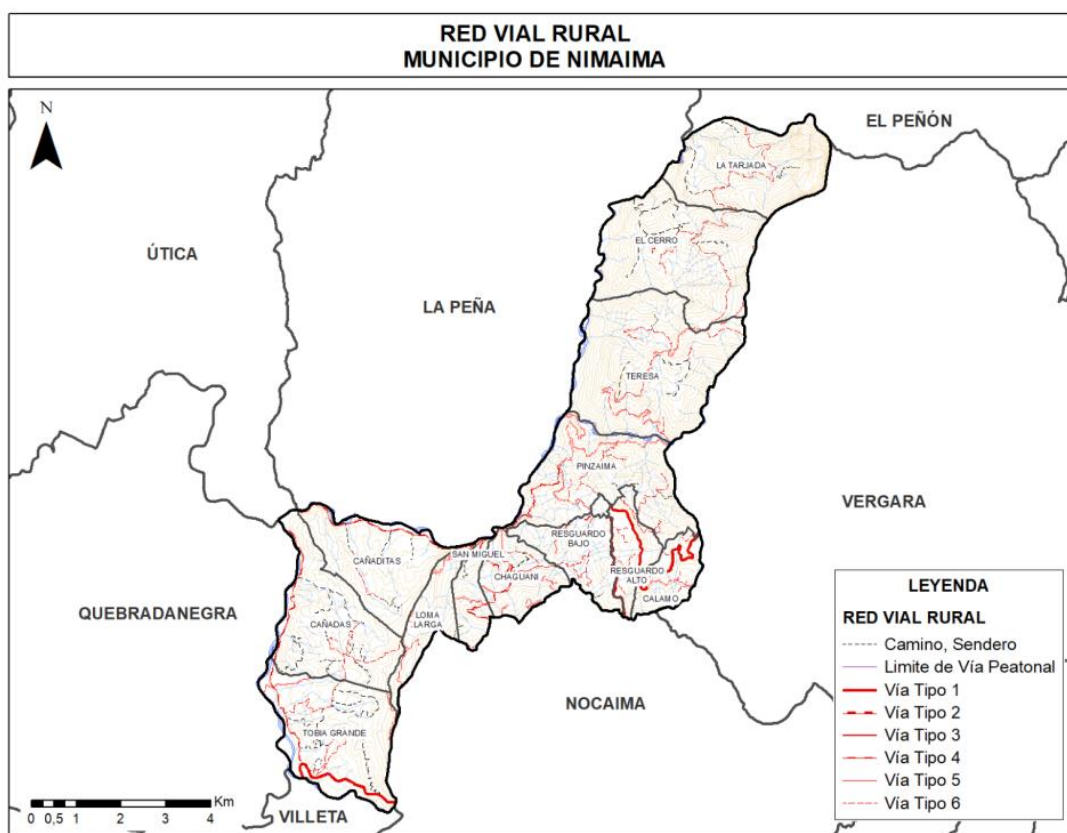 RED VIAL RURAL
MUNICIPIO DE NIMAIMA
N
EL PEÑÓN
LA TARJADA
EL CERRO
ÚTICA
LA PEÑA
TERESA
PINZAIMA
VERGARA
RESGUARDO
BAJO
SAN MIGUEL
CAÑADITAS
CHAGUANI
RESGUARDO
ALTO
CALAMO
QUEBRADANEGRA
LOMA
LARGA
CAÑADAS
NOCAIMA
TOBIA GRANDE
VILLETA
LEYENDA
RED VIAL RURAL
Camino, Sendero
Limite de Vía Peatonal
Vía Tipo 1
Vía Tipo 2
Vía Tipo 3
Vía Tipo 4
Vía Tipo 5
Vía Tipo 6
Km
0 0,5 1 2 3 4